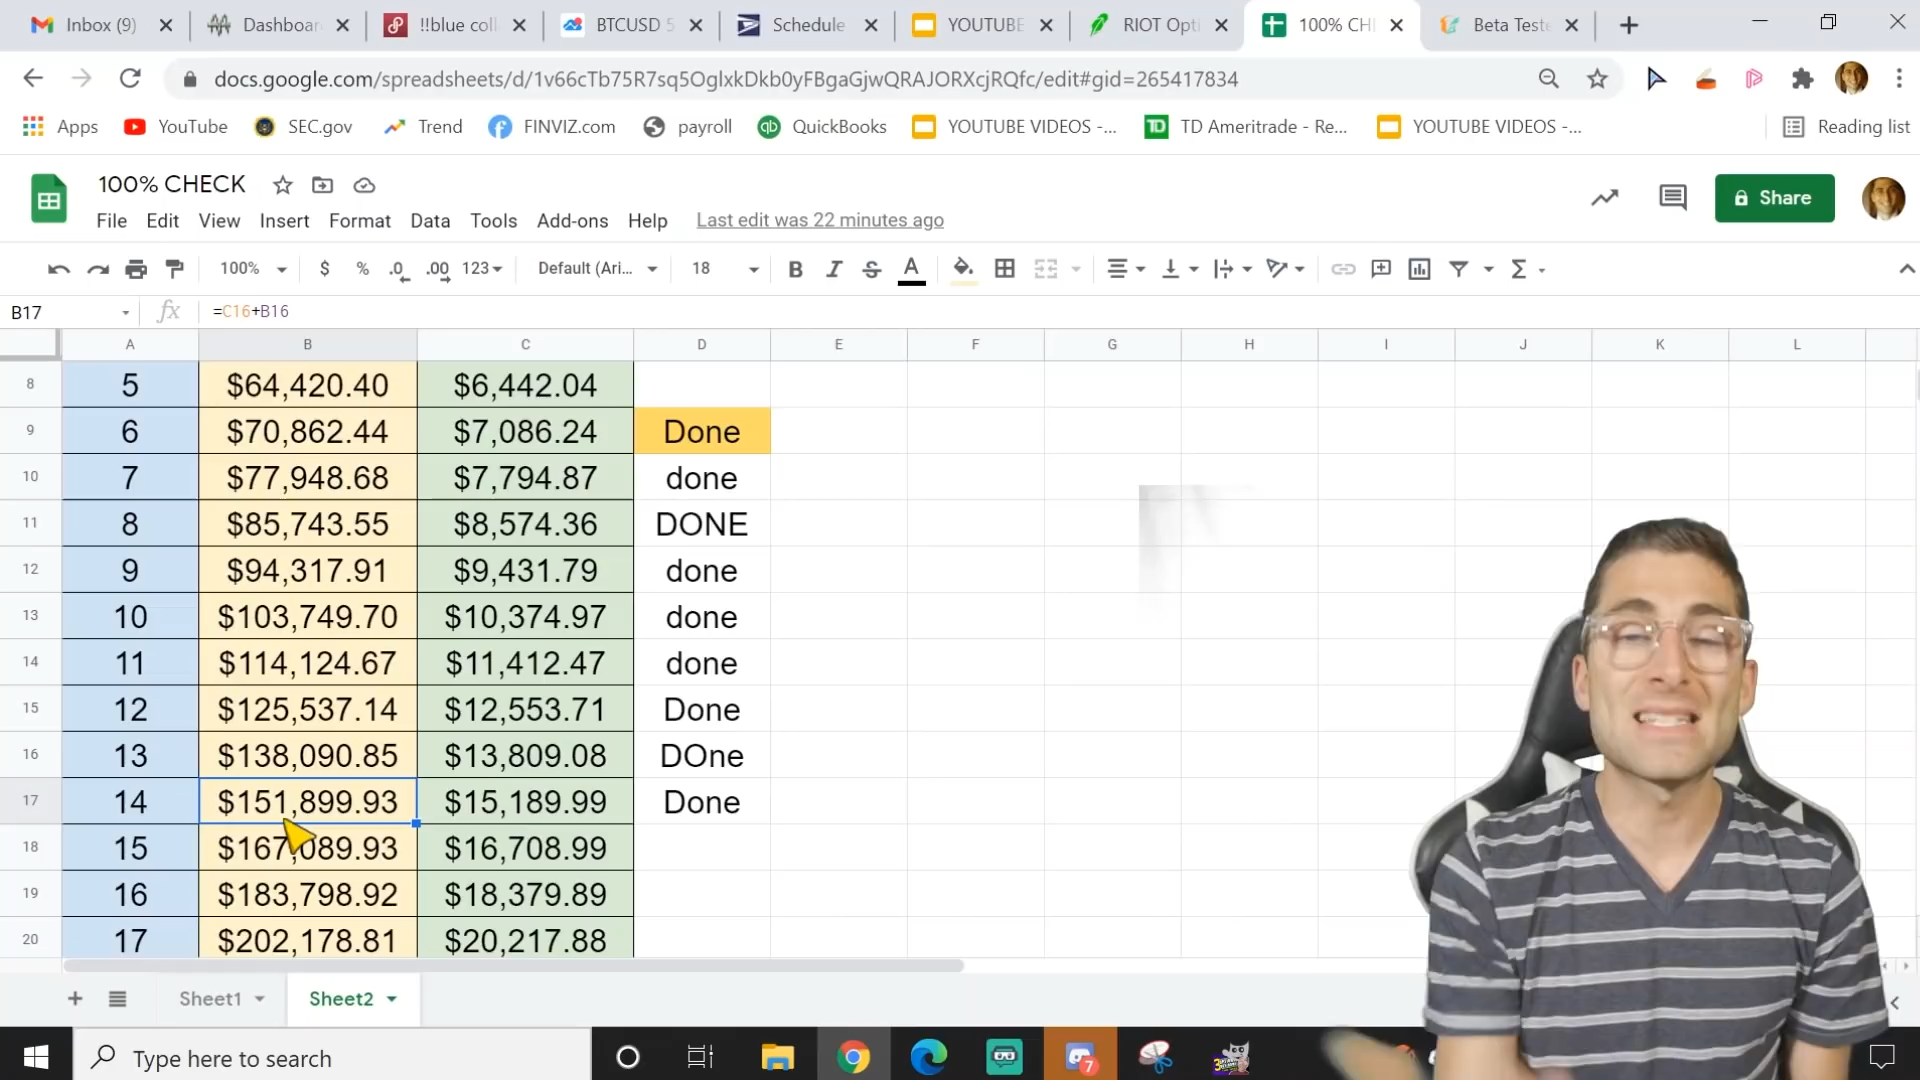 Inbox (9)
Dashboar
!!blue coll
BTCUSD 5
Schedule
YOUTUBE
RIOT Opti
100% CHE
Beta Teste
docs.google.com/spreadsheets/d/1v66cTb75R7sq5OglxkDkb0yFBgaGjwQRAJORXcjRQfc/edit#gid=265417834
Apps
YouTube
SEC.gov
Trend
FINVIZ.com
payroll
QuickBooks
YOUTUBE VIDEOS -...
TD Ameritrade - Re...
YOUTUBE VIDEOS -...
Reading list
100% CHECK
Share
File Edit View Insert Format Data Tools Add-ons Help Last edit was 22 minutes ago
100% $ % .0 .00 123 Default (Ari... 18 B I S A Σ
B17 fx =C16+B16
A B C D E F G H I J K L
8 5 $64,420.40 $6,442.04
9 6 $70,862.44 $7,086.24 Done
10 7 $77,948.68 $7,794.87 done
11 8 $85,743.55 $8,574.36 DONE
12 9 $94,317.91 $9,431.79 done
13 10 $103,749.70 $10,374.97 done
14 11 $114,124.67 $11,412.47 done
15 12 $125,537.14 $12,553.71 Done
16 13 $138,090.85 $13,809.08 DOne
17 14 $151,899.93 $15,189.99 Done
18 15 $167,089.93 $16,708.99
19 16 $183,798.92 $18,379.89
20 17 $202,178.81 $20,217.88
Sheet1
Sheet2
Type here to search
7